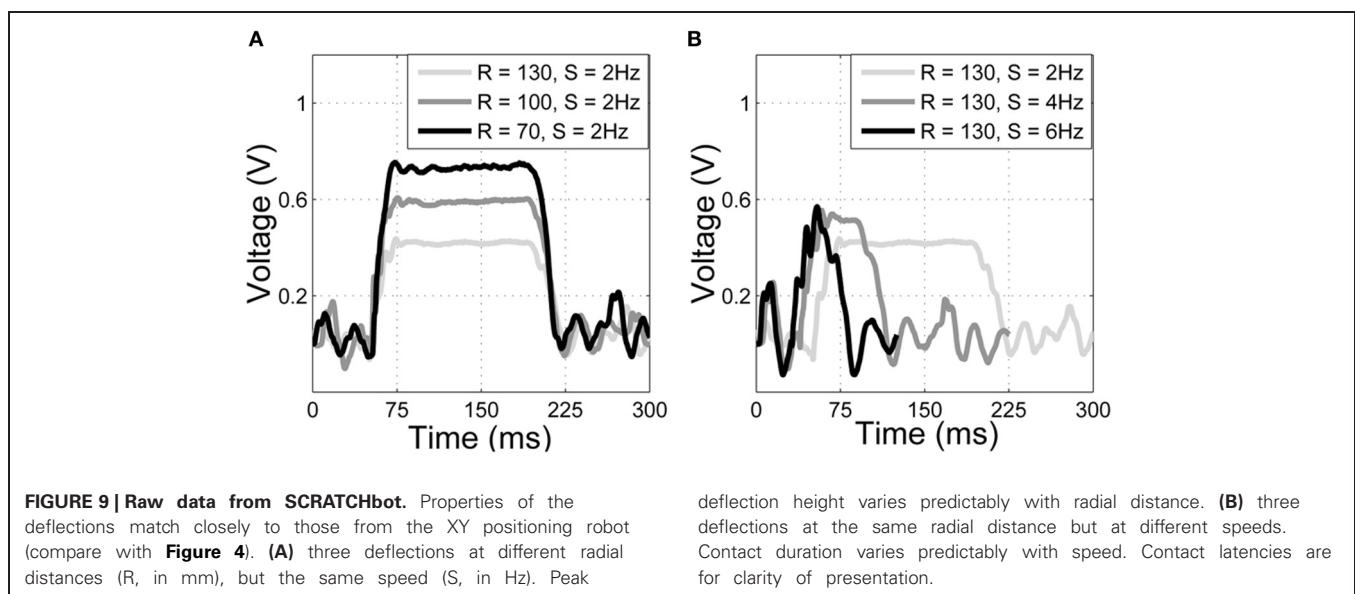 A
R = 130, S = 2Hz
R = 100, S = 2Hz
R = 70, S = 2Hz
1
0.6
0.2
Voltage (V)
0 75 150 225 300
Time (ms)
B
R = 130, S = 2Hz
R = 130, S = 4Hz
R = 130, S = 6Hz
1
0.6
0.2
Voltage (V)
0 75 150 225 300
Time (ms)
FIGURE 9 | Raw data from SCRATCHbot. Properties of the
deflections match closely to those from the XY positioning robot
(compare with Figure 4). (A) three deflections at different radial
distances (R, in mm), but the same speed (S, in Hz). Peak
deflection height varies predictably with radial distance. (B) three
deflections at the same radial distance but at different speeds.
Contact duration varies predictably with speed. Contact latencies are
for clarity of presentation.